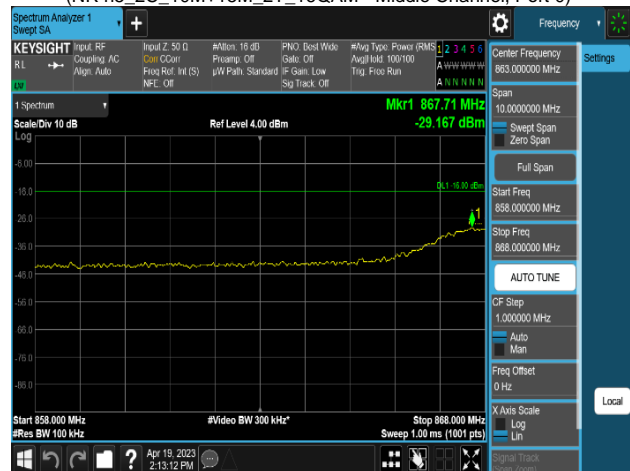 (NR n5_2C_10M+15M_2T_16QAM - Middle Channel, Port 0)
Spectrum Analyzer 1
Swept SA
Frequency
KEYSIGHT
RL
Input: RF
Coupling: AC
Align: Auto
Input Z: 50 Ω
Corr CCorr
Freq Ref: Int (S)
NFE: Off
#Atten: 16 dB
Preamp: Off
µW Path: Standard
PNO: Best Wide
Gate: Off
IF Gain: Low
Sig Track: Off
#Avg Type: Power (RMS
Avg|Hold: 100/100
Trig: Free Run
1 2 3 4 5 6
A W W W W W
A N N N N N
1 Spectrum
Scale/Div 10 dB
Log
Ref Level 4.00 dBm
Mkr1 867.71 MHz
-29.167 dBm
-6.00
-16.0
DL1 -16.00 dBm
1
-26.0
-36.0
-46.0
-56.0
-66.0
-76.0
-86.0
Start 858.000 MHz
#Res BW 100 kHz
#Video BW 300 kHz*
Stop 868.000 MHz
Sweep 1.00 ms (1001 pts)
Apr 19, 2023
2:13:12 PM
Center Frequency
863.000000 MHz
Settings
Span
10.0000000 MHz
Swept Span
Zero Span
Full Span
Start Freq
858.000000 MHz
Stop Freq
868.000000 MHz
AUTO TUNE
CF Step
1.000000 MHz
Auto
Man
Freq Offset
0 Hz
X Axis Scale
Log
Lin
Local
Signal Track
(Span Zoom)